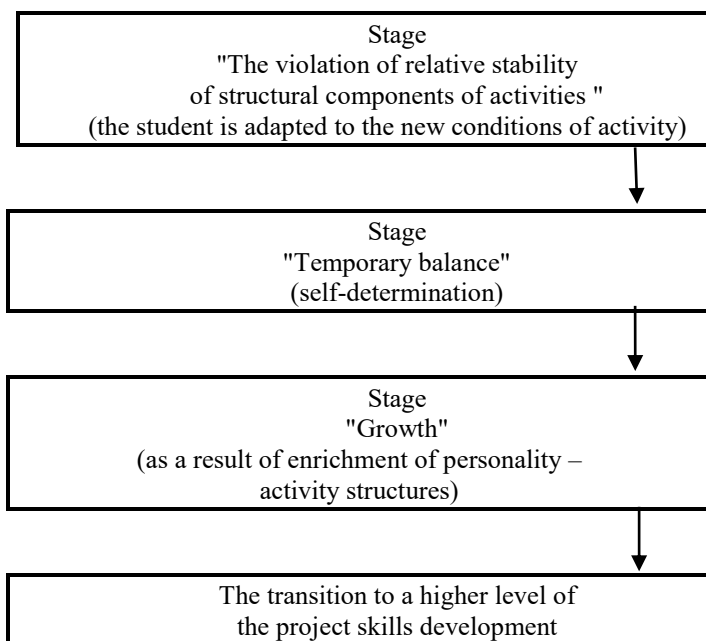 Stage
"The violation of relative stability
of structural components of activities "
(the student is adapted to the new conditions of activity)
Stage
"Temporary balance"
(self-determination)
Stage
"Growth"
(as a result of enrichment of personality –
activity structures)
The transition to a higher level of
the project skills development